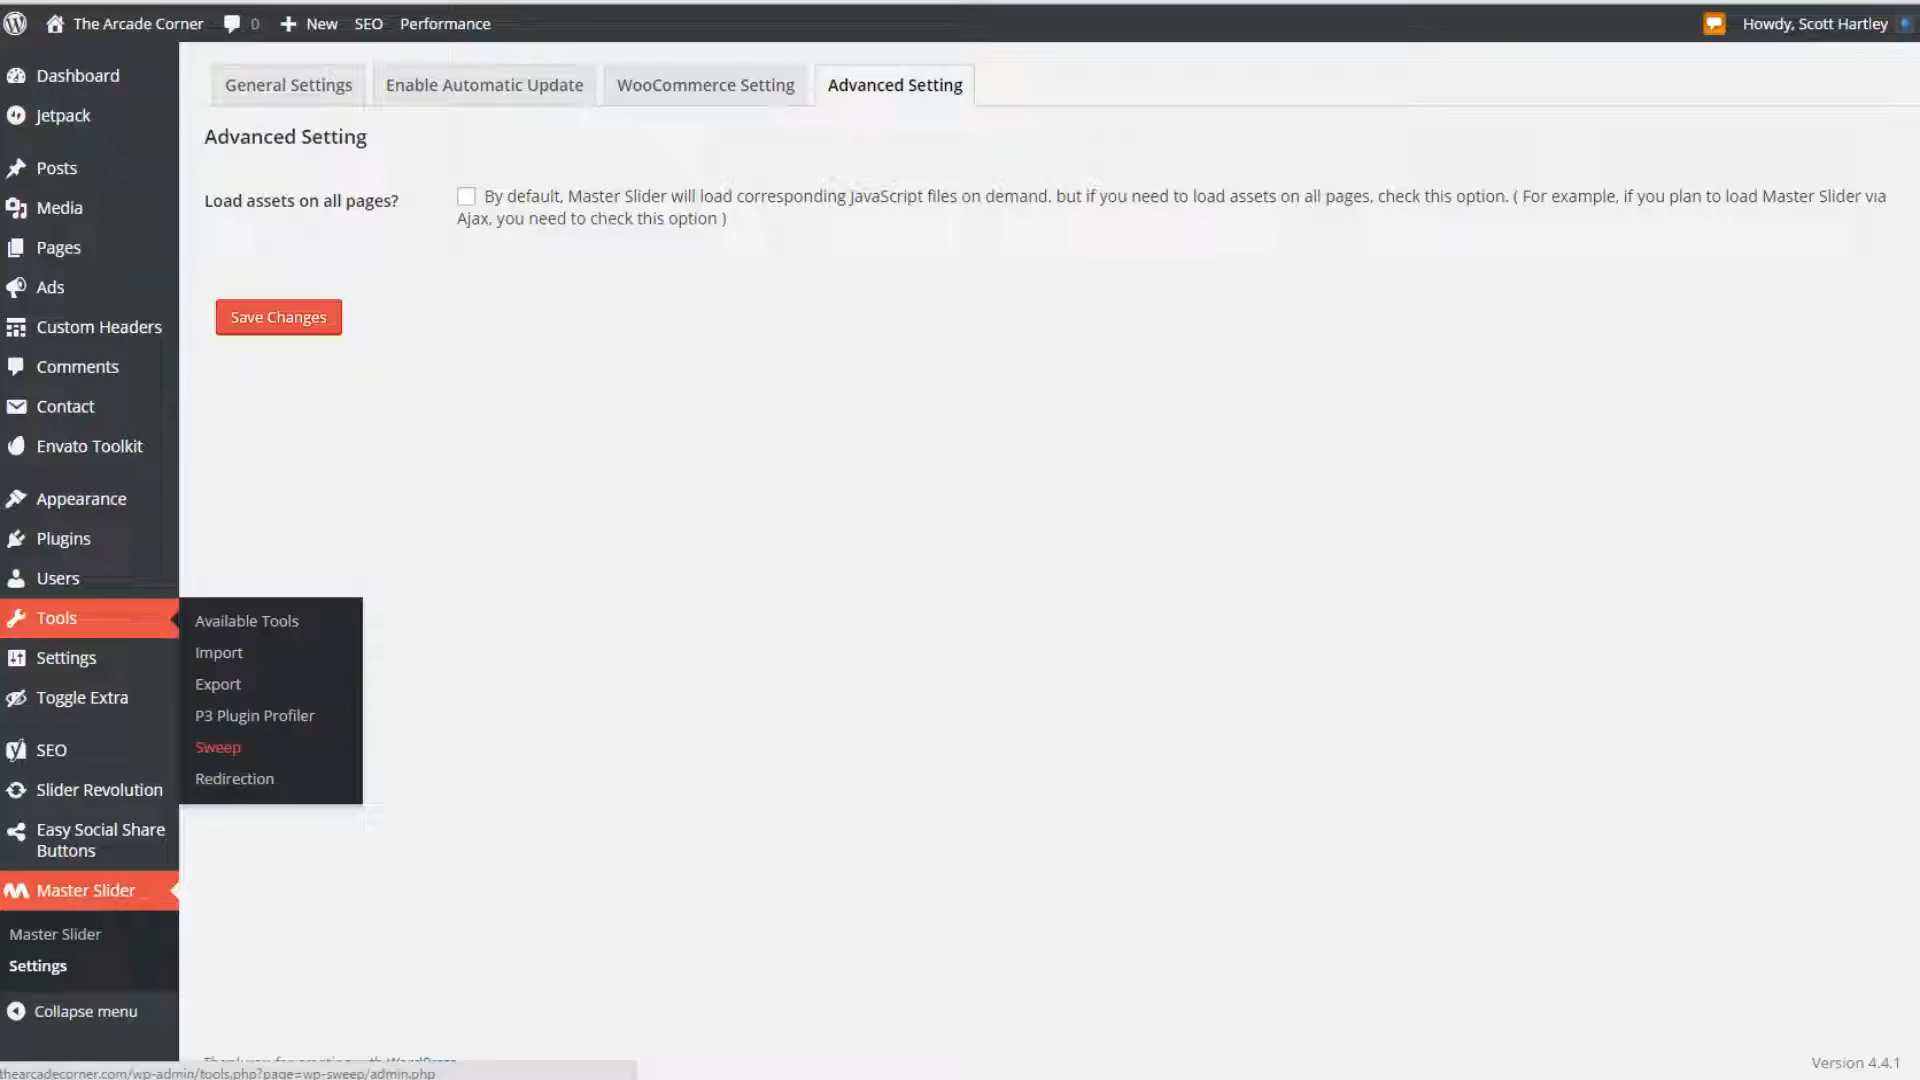 The Arcade Corner 0 New SEO Performance Howdy, Scott Hartley
Dashboard
Jetpack
Posts
Media
Pages
Ads
Custom Headers
Comments
Contact
Envato Toolkit
Appearance
Plugins
Users
Tools
Settings
Toggle Extra
SEO
Slider Revolution
Easy Social Share
Buttons
Master Slider
Master Slider
Settings
Collapse menu
Available Tools
Import
Export
P3 Plugin Profiler
Sweep
Redirection
General Settings Enable Automatic Update WooCommerce Setting Advanced Setting
Advanced Setting
Load assets on all pages?
By default, Master Slider will load corresponding JavaScript files on demand. but if you need to load assets on all pages, check this option. ( For example, if you plan to load Master Slider via
Ajax, you need to check this option )
Save Changes
Version 4.4.1
thearcadecorner.com/wp-admin/tools.php?page=wp-sweep/admin.php